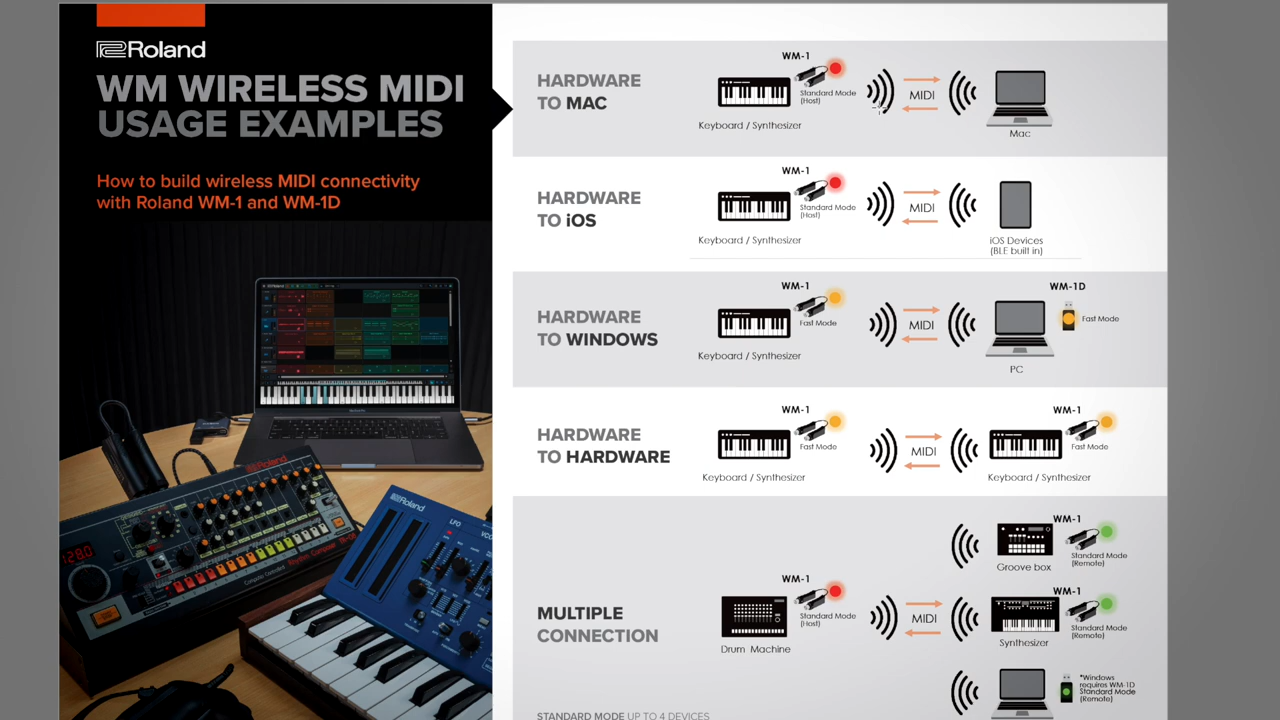 Roland
WM WIRELESS MIDI
USAGE EXAMPLES
How to build wireless MIDI connectivity
with Roland WM-1 and WM-1D
Roland
Roland
LFO
128.0
HARDWARE
TO MAC
WM-1
Standard Mode
(Host)
Keyboard / Synthesizer
MIDI
Mac
HARDWARE
TO iOS
WM-1
Standard Mode
(Host)
Keyboard / Synthesizer
MIDI
iOS Devices
(BLE built in)
HARDWARE
TO WINDOWS
WM-1
Fast Mode
Keyboard / Synthesizer
MIDI
WM-1D
Fast Mode
PC
HARDWARE
TO HARDWARE
WM-1
Fast Mode
Keyboard / Synthesizer
MIDI
WM-1
Fast Mode
Keyboard / Synthesizer
MULTIPLE
CONNECTION
WM-1
Standard Mode
(Host)
Drum Machine
MIDI
WM-1
Standard Mode
(Remote)
Groove box
WM-1
Standard Mode
(Remote)
Synthesizer
*Windows
requires WM-1D
Standard Mode
(Remote)
STANDARD MODE UP TO 4 DEVICES